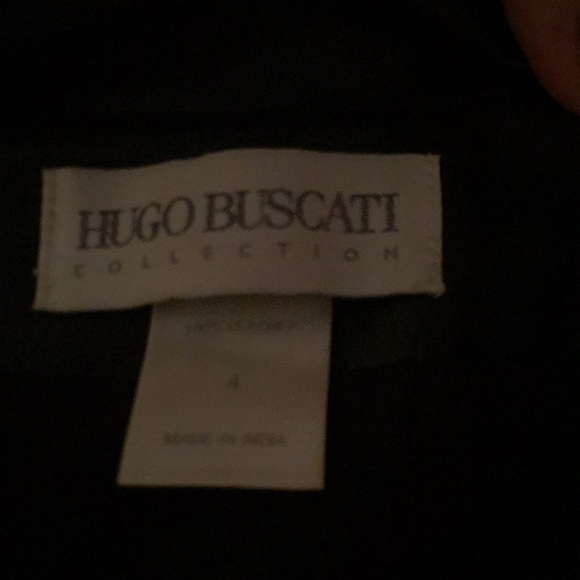 HUGO BUSCATI
COLLECTION
4
MADE IN INDIA